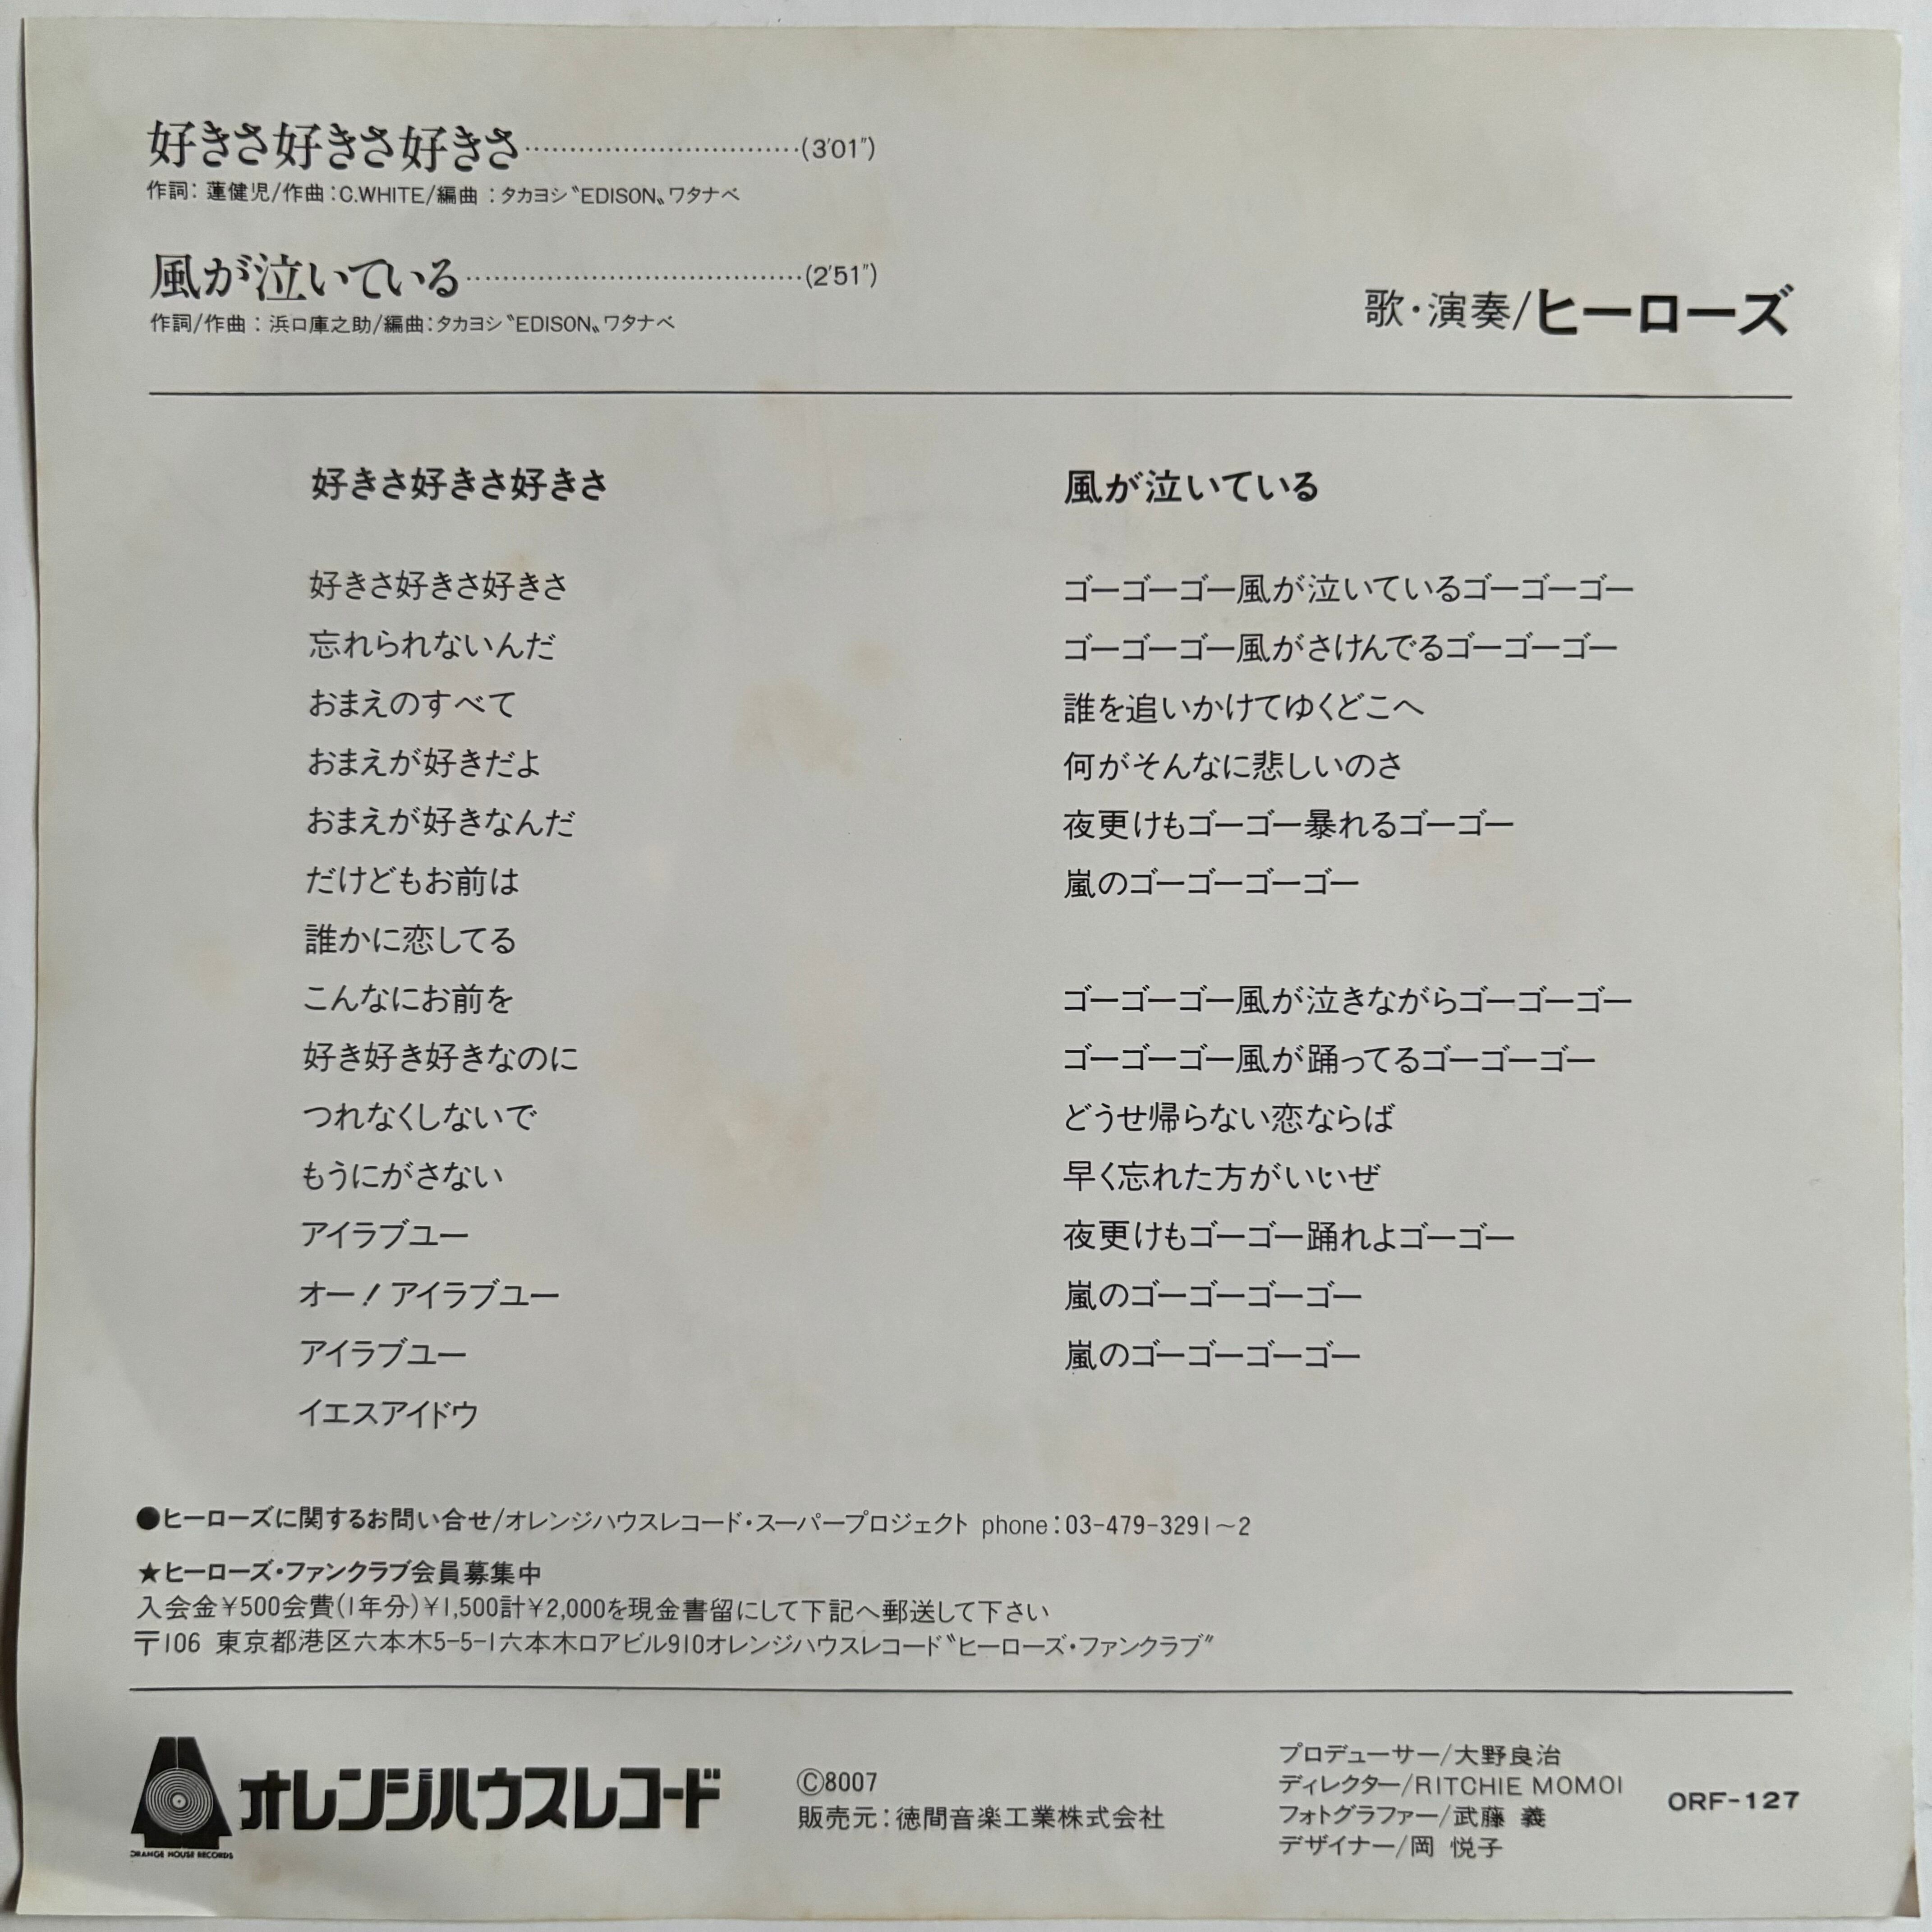 好きさ好きさ好きさ……………………………(3′01″)
作詞：蓮健児/作曲：C.WHITE/編曲：タカヨシ〝EDISON〟ワタナベ
風が泣いている…………………………………(2′51″)
作詞/作曲：浜口庫之助/編曲：タカヨシ〝EDISON〟ワタナベ
歌・演奏/ヒーローズ
好きさ好きさ好きさ
好きさ好きさ好きさ
忘れられないんだ
おまえのすべて
おまえが好きだよ
おまえが好きなんだ
だけどもお前は
誰かに恋してる
こんなにお前を
好き好き好きなのに
つれなくしないで
もうにがさない
アイラブユー
オー！アイラブユー
アイラブユー
イエスアイドウ
風が泣いている
ゴーゴーゴー風が泣いているゴーゴーゴー
ゴーゴーゴー風がさけんでるゴーゴーゴー
誰を追いかけてゆくどこへ
何がそんなに悲しいのさ
夜更けもゴーゴー暴れるゴーゴー
嵐のゴーゴーゴーゴー
ゴーゴーゴー風が泣きながらゴーゴーゴー
ゴーゴーゴー風が踊ってるゴーゴーゴー
どうせ帰らない恋ならば
早く忘れた方がいいぜ
夜更けもゴーゴー踊れよゴーゴー
嵐のゴーゴーゴーゴー
嵐のゴーゴーゴーゴー
●ヒーローズに関するお問い合せ/オレンジハウスレコード・スーパープロジェクト phone：03-479-3291～2
★ヒーローズ・ファンクラブ会員募集中
入会金￥500会費(1年分)￥1,500計￥2,000を現金書留にして下記へ郵送して下さい
〒106 東京都港区六本木5-5-1六本木ロアビル910オレンジハウスレコード〝ヒーローズ・ファンクラブ〟
オレンジハウスレコード
ORANGE HOUSE RECORDS
Ⓒ8007
販売元：徳間音楽工業株式会社
プロデューサー/大野良治
ディレクター/RITCHIE MOMOI
フォトグラファー/武藤 義
デザイナー/岡 悦子
ORF-127